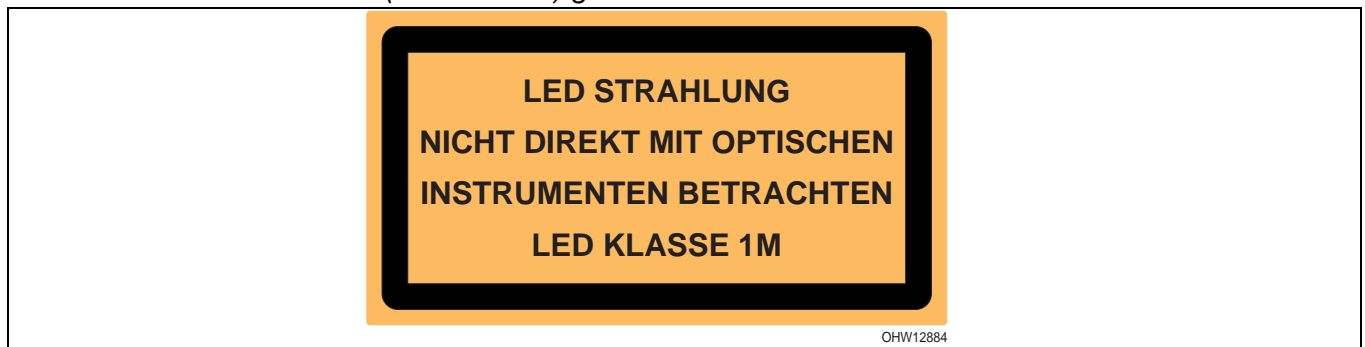 LED STRAHLUNG
NICHT DIREKT MIT OPTISCHEN
INSTRUMENTEN BETRACHTEN
LED KLASSE 1M
OHW12884